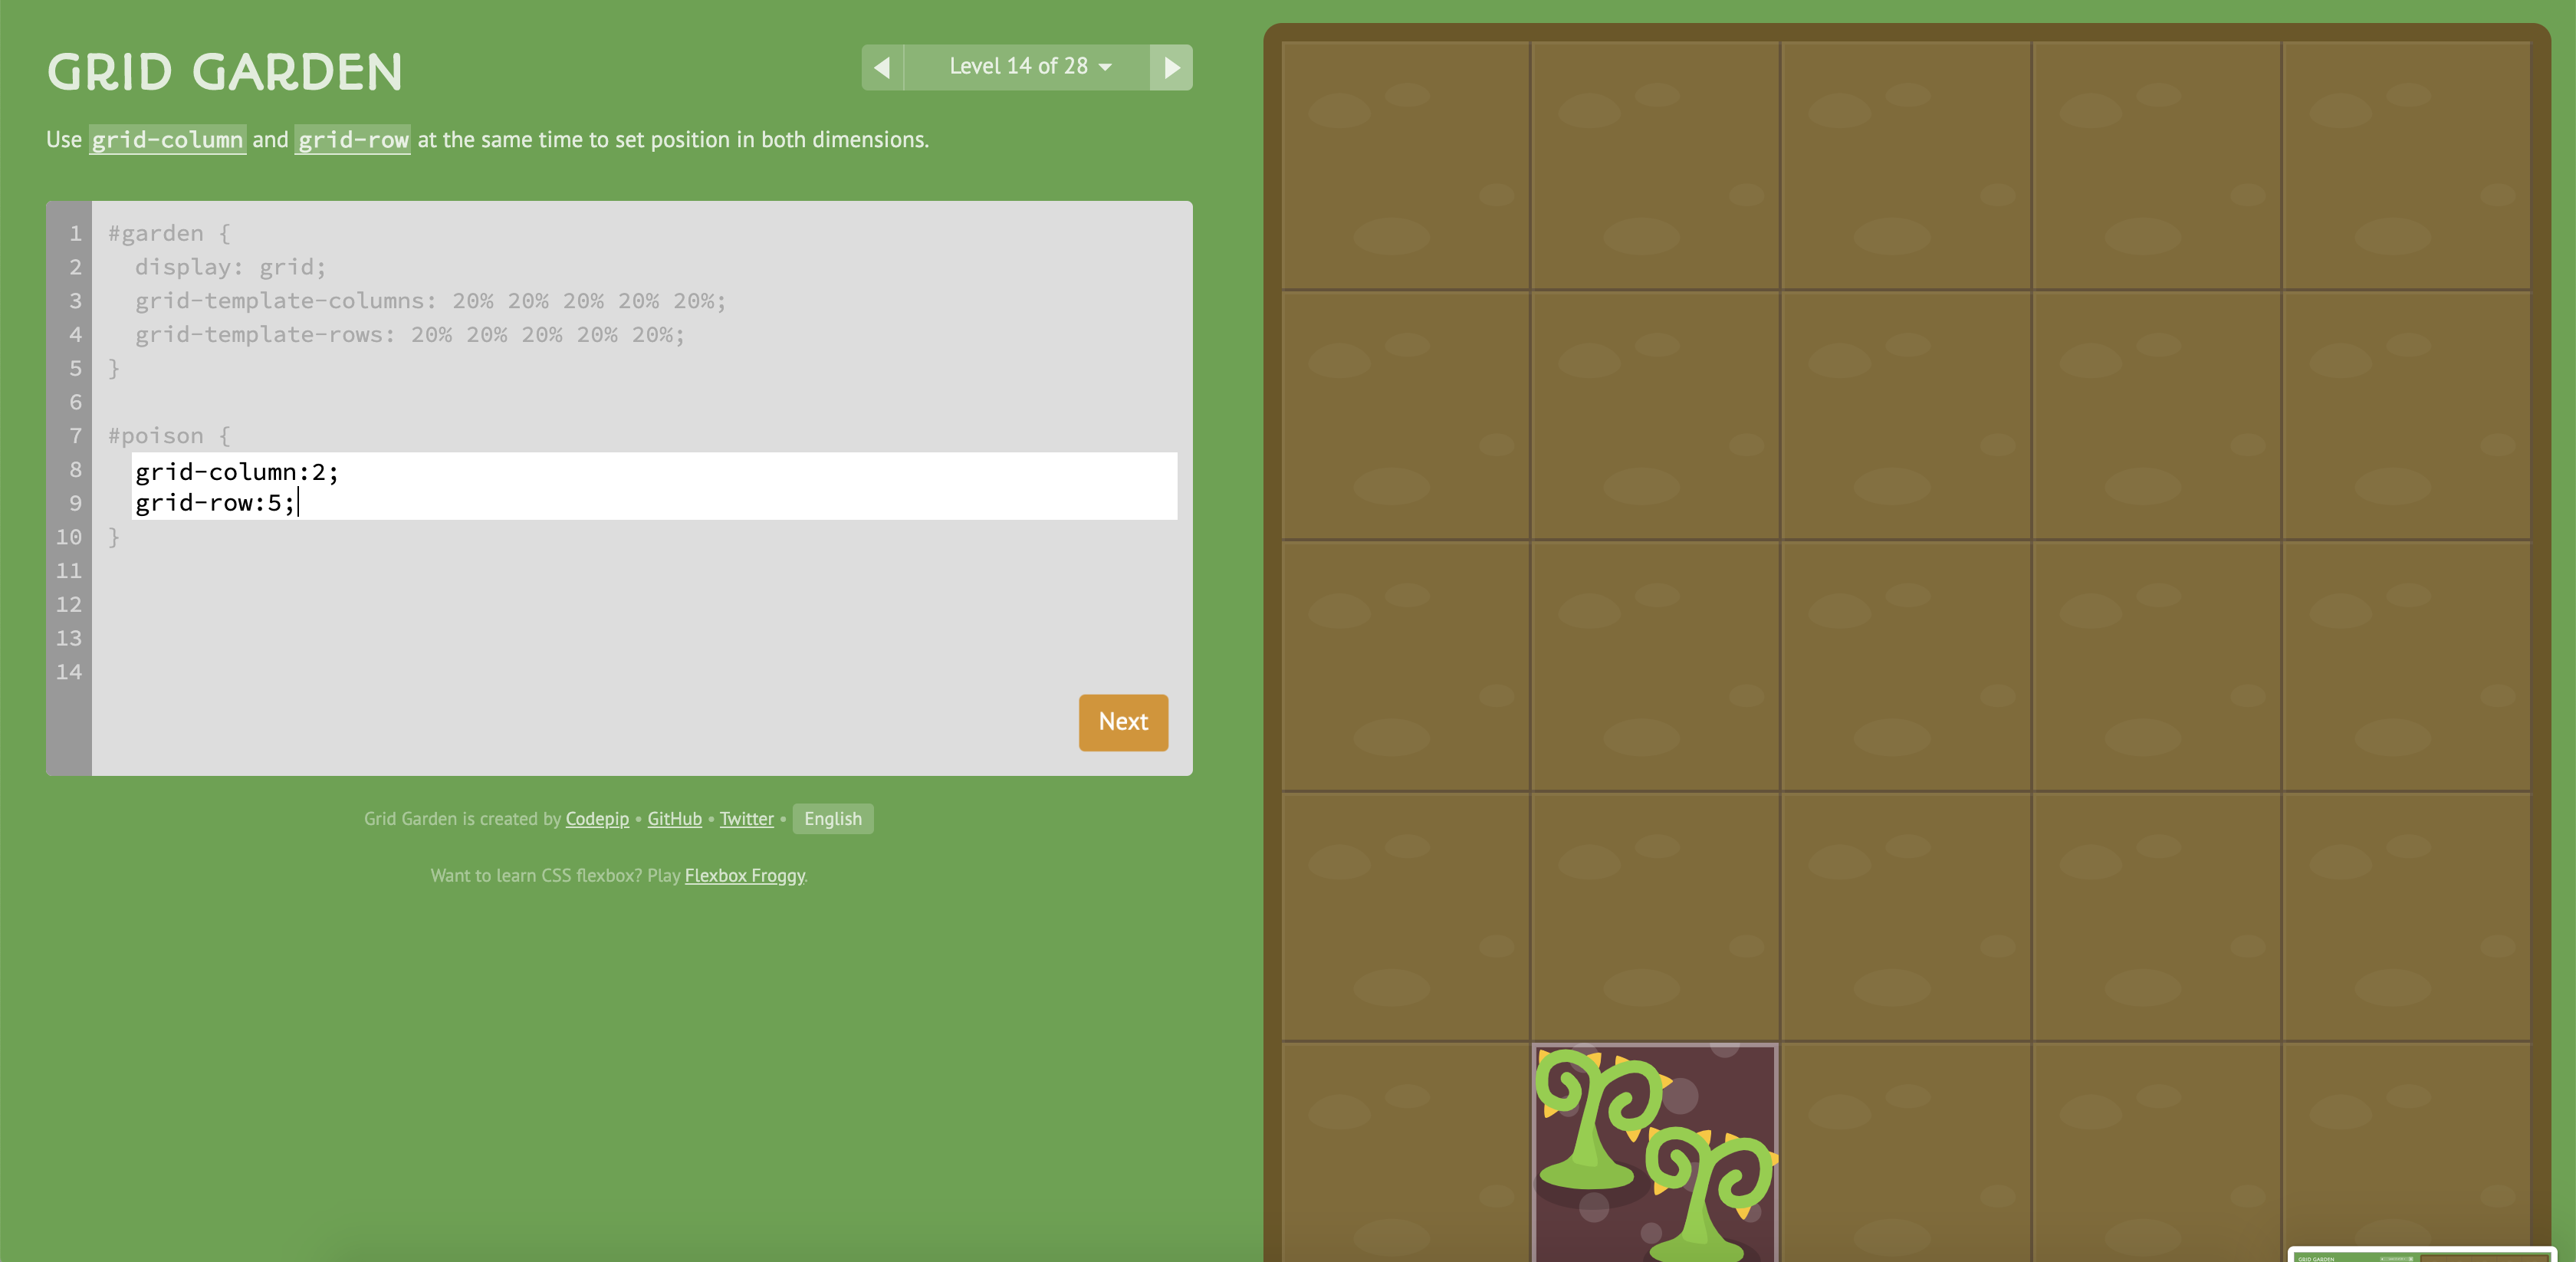 GRID GARDEN
Level 14 of 28
Use grid-column and grid-row at the same time to set position in both dimensions.
1 #garden {
2 display: grid;
3 grid-template-columns: 20% 20% 20% 20% 20%;
4 grid-template-rows: 20% 20% 20% 20% 20%;
5 }
6
7 #poison {
8 grid-column:2;
9 grid-row:5;
10 }
11
12
13
14
Next
Grid Garden is created by Codepip • GitHub • Twitter • English
Want to learn CSS flexbox? Play Flexbox Froggy.
GRID GARDEN